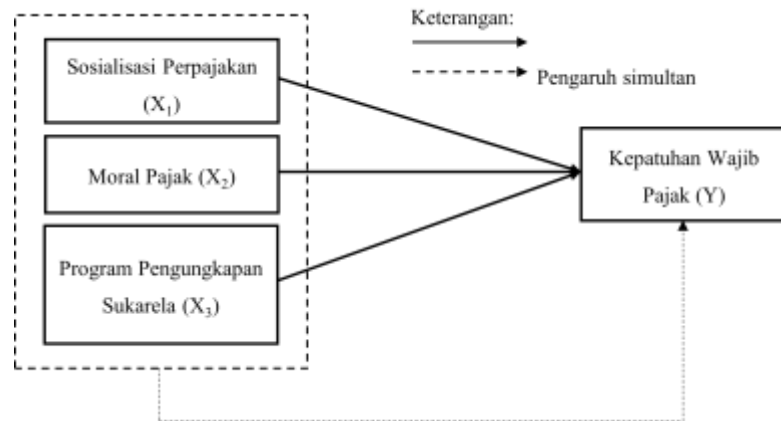 Keterangan:
Pengaruh simultan
Sosialisasi Perpajakan
(X₁)
Moral Pajak (X₂)
Program Pengungkapan
Sukarela (X₃)
Kepatuhan Wajib
Pajak (Y)